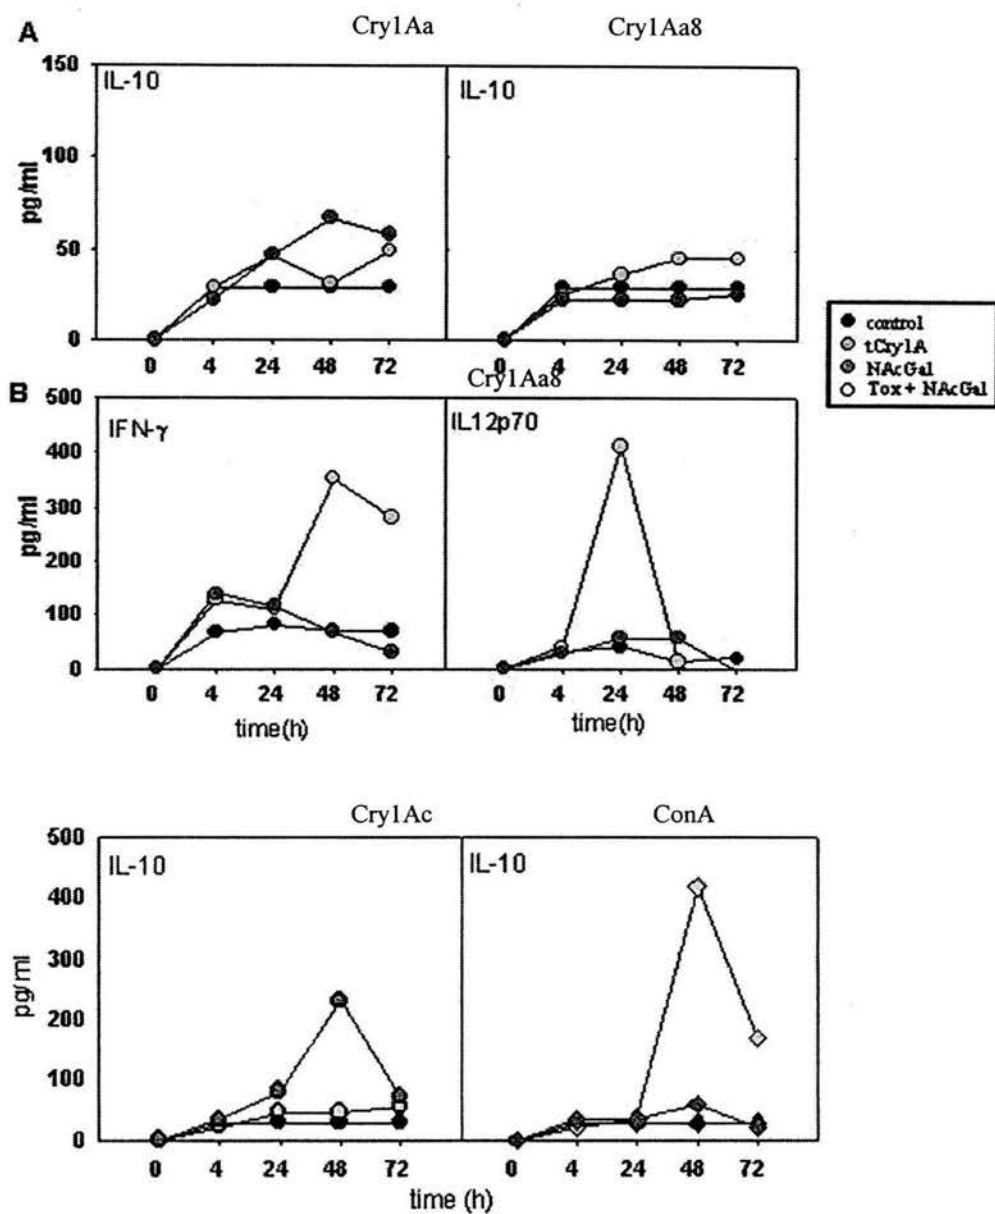 A
Cry1Aa Cry1Aa8
150
100
50
0
pg/ml
IL-10 IL-10
0 4 24 48 72 0 4 24 48 72
control
tCry1A
NAcGal
Tox + NAcGal
B
Cry1Aa8
500
400
300
200
100
0
pg/ml
IFN-γ IL12p70
0 4 24 48 72 0 4 24 48 72
time(h) time(h)
Cry1Ac ConA
500
400
300
200
100
0
pg/ml
IL-10 IL-10
0 4 24 48 72 0 4 24 48 72
time (h)